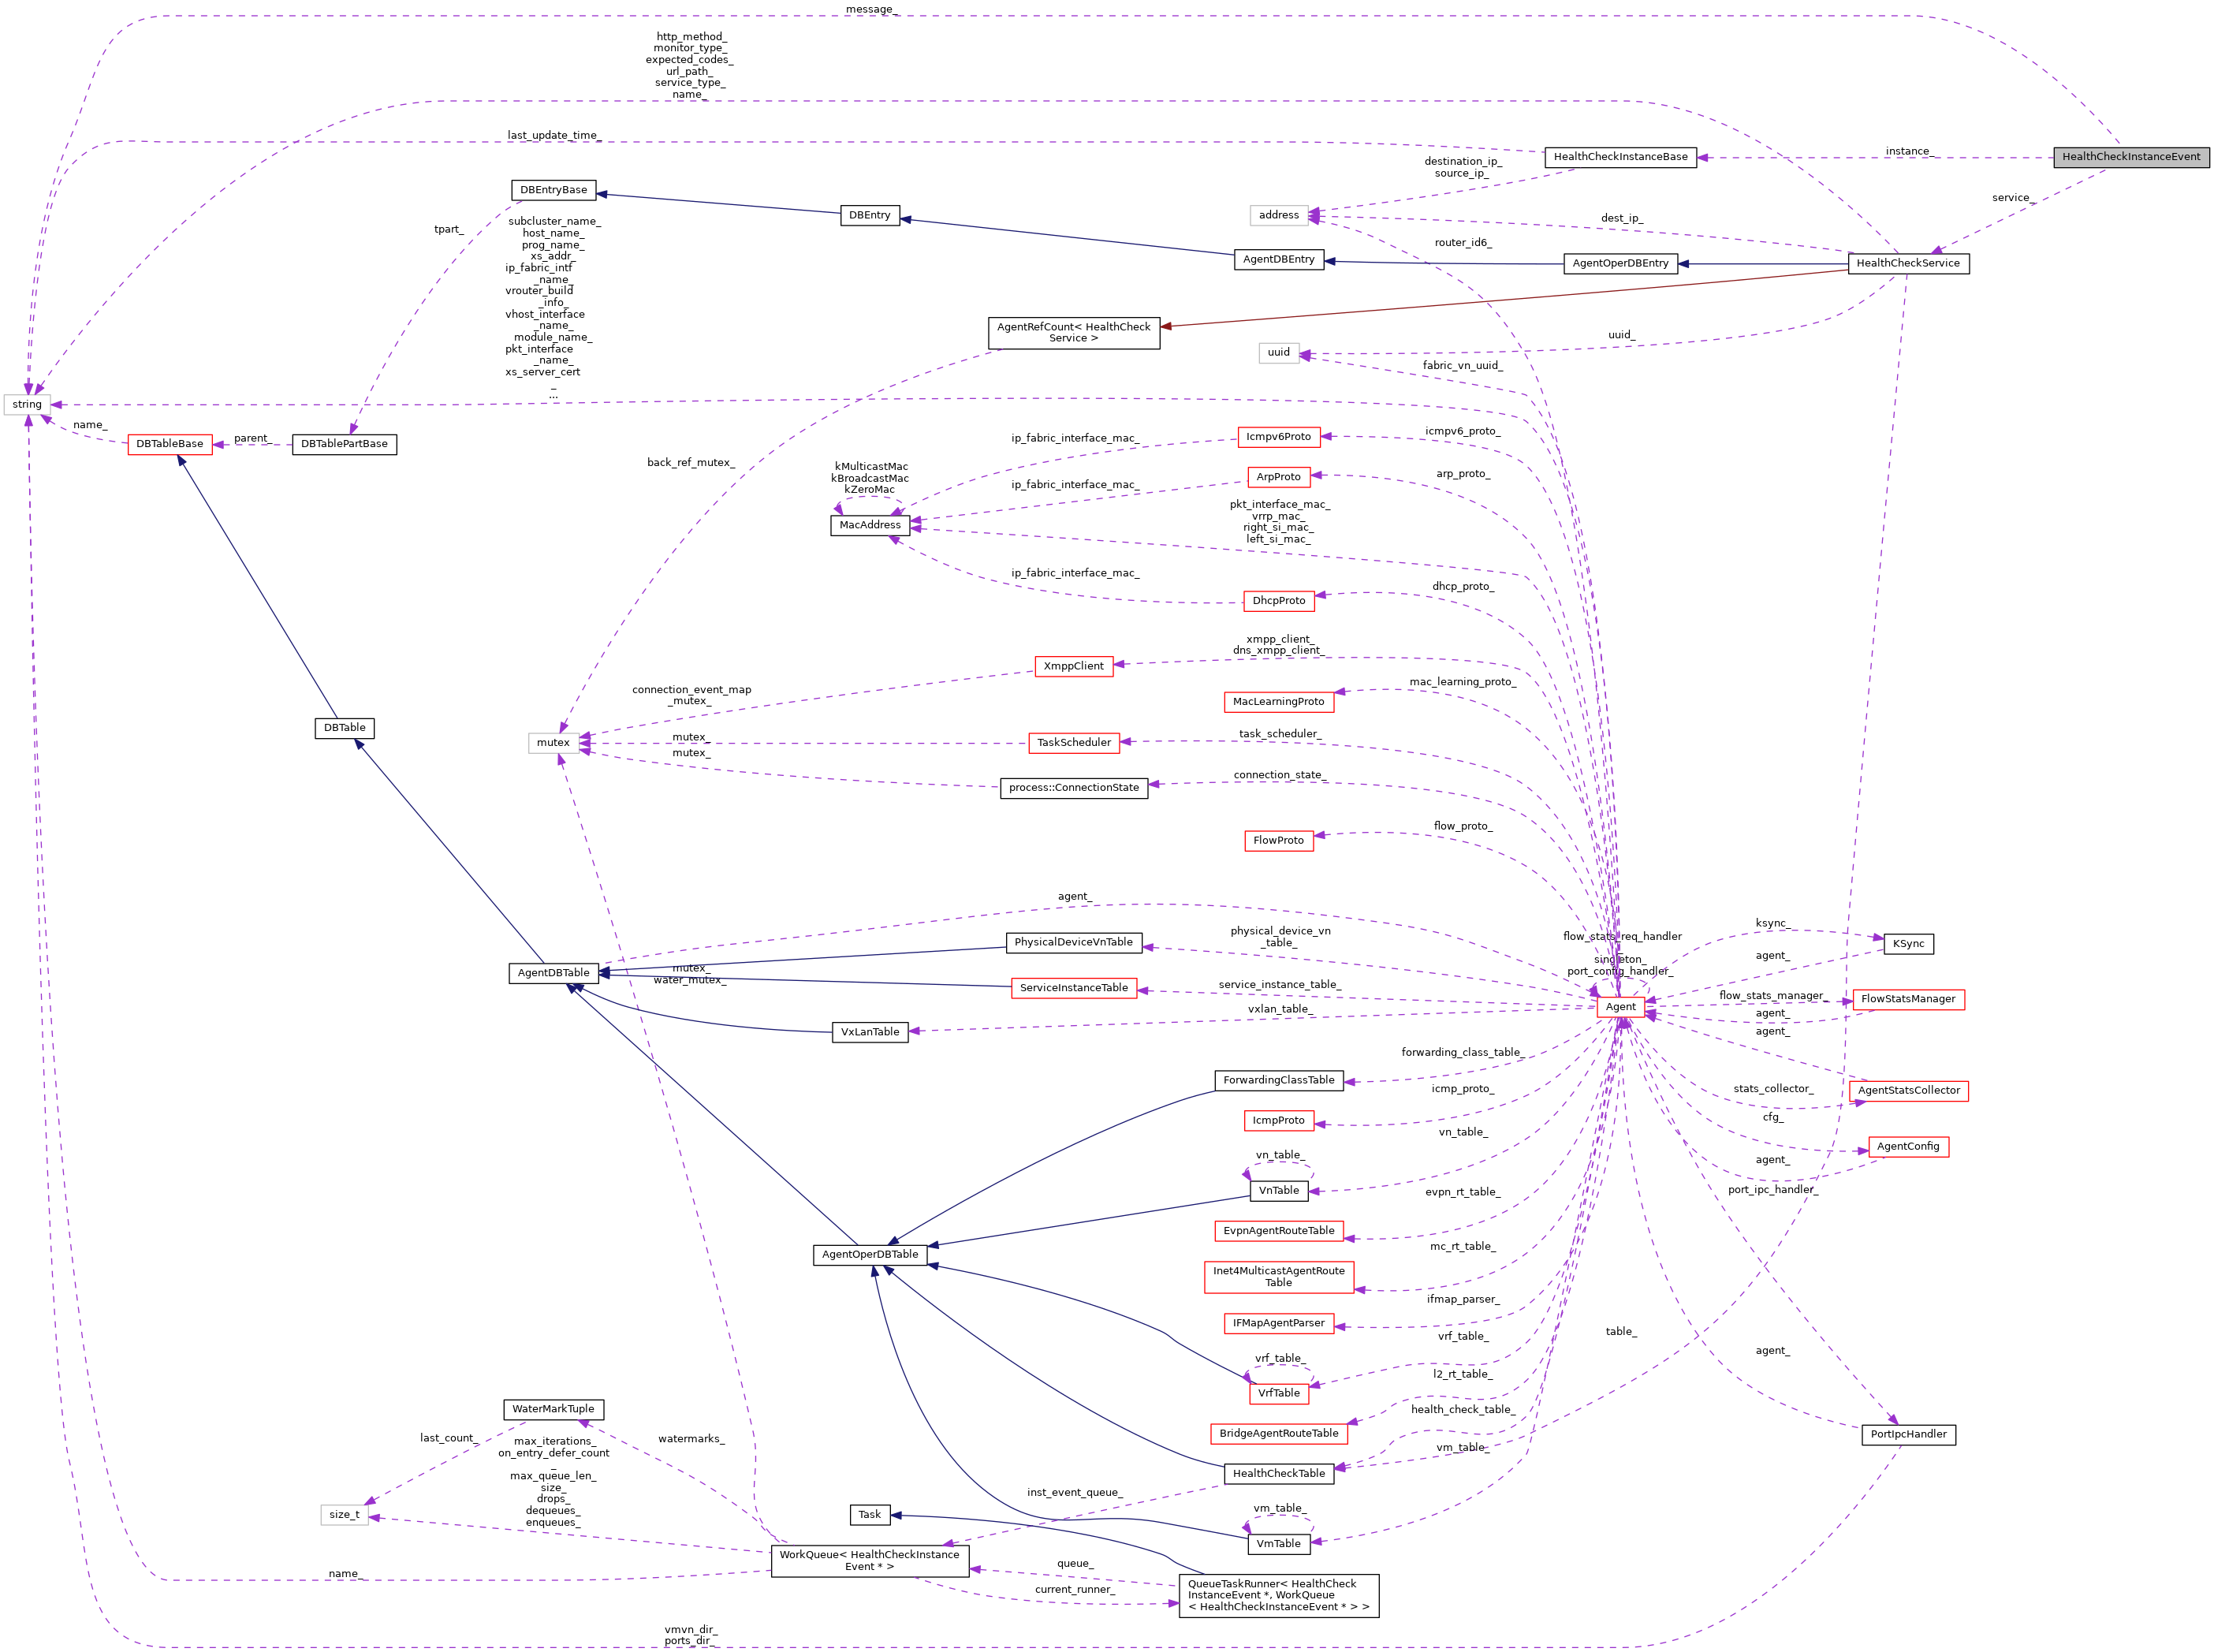 message_
http_method_
monitor_type_
expected_codes_
url_path_
service_type_
name_
last_update_time_
HealthCheckInstanceBase
instance_
HealthCheckInstanceEvent
destination_ip_
source_ip_
DBEntryBase
service_
DBEntry
address
dest_ip_
subcluster_name_
host_name_
prog_name_
xs_addr_
ip_fabric_intf
_name_
vrouter_build
_info_
vhost_interface
_name_
module_name_
pkt_interface
_name_
xs_server_cert
_
...
tpart_
router_id6_
AgentDBEntry
AgentOperDBEntry
HealthCheckService
AgentRefCount< HealthCheck
Service >
uuid_
uuid
fabric_vn_uuid_
string
name_
DBTableBase
parent_
DBTablePartBase
back_ref_mutex_
ip_fabric_interface_mac_
Icmpv6Proto
icmpv6_proto_
kMulticastMac
kBroadcastMac
kZeroMac
ip_fabric_interface_mac_
ArpProto
arp_proto_
MacAddress
pkt_interface_mac_
vrrp_mac_
right_si_mac_
left_si_mac_
ip_fabric_interface_mac_
DhcpProto
dhcp_proto_
xmpp_client_
dns_xmpp_client_
XmppClient
connection_event_map
_mutex_
mac_learning_proto_
MacLearningProto
DBTable
mutex
mutex_
TaskScheduler
task_scheduler_
mutex_
process::ConnectionState
connection_state_
FlowProto
flow_proto_
agent_
PhysicalDeviceVnTable
physical_device_vn
_table_
flow_stats_req_handler
singleton_
port_config_handler_
ksync_
KSync
AgentDBTable
mutex_
water_mutex_
ServiceInstanceTable
service_instance_table_
agent_
Agent
flow_stats_manager_
FlowStatsManager
VxLanTable
vxlan_table_
agent_
agent_
forwarding_class_table_
ForwardingClassTable
stats_collector_
AgentStatsCollector
icmp_proto_
IcmpProto
cfg_
AgentConfig
vn_table_
vn_table_
VnTable
agent_
evpn_rt_table_
port_ipc_handler_
EvpnAgentRouteTable
AgentOperDBTable
mc_rt_table_
Inet4MulticastAgentRoute
Table
ifmap_parser_
IFMapAgentParser
vrf_table_
table_
vrf_table_
VrfTable
agent_
l2_rt_table_
WaterMarkTuple
health_check_table_
BridgeAgentRouteTable
PortIpcHandler
last_count_
watermarks_
vm_table_
max_iterations_
on_entry_defer_count
_
max_queue_len_
size_
drops_
dequeues_
enqueues_
HealthCheckTable
inst_event_queue_
size_t
Task
vm_table_
VmTable
WorkQueue< HealthCheckInstance
Event * >
name_
queue_
current_runner_
QueueTaskRunner< HealthCheck
InstanceEvent *, WorkQueue
< HealthCheckInstanceEvent * > >
vmvn_dir_
ports_dir_